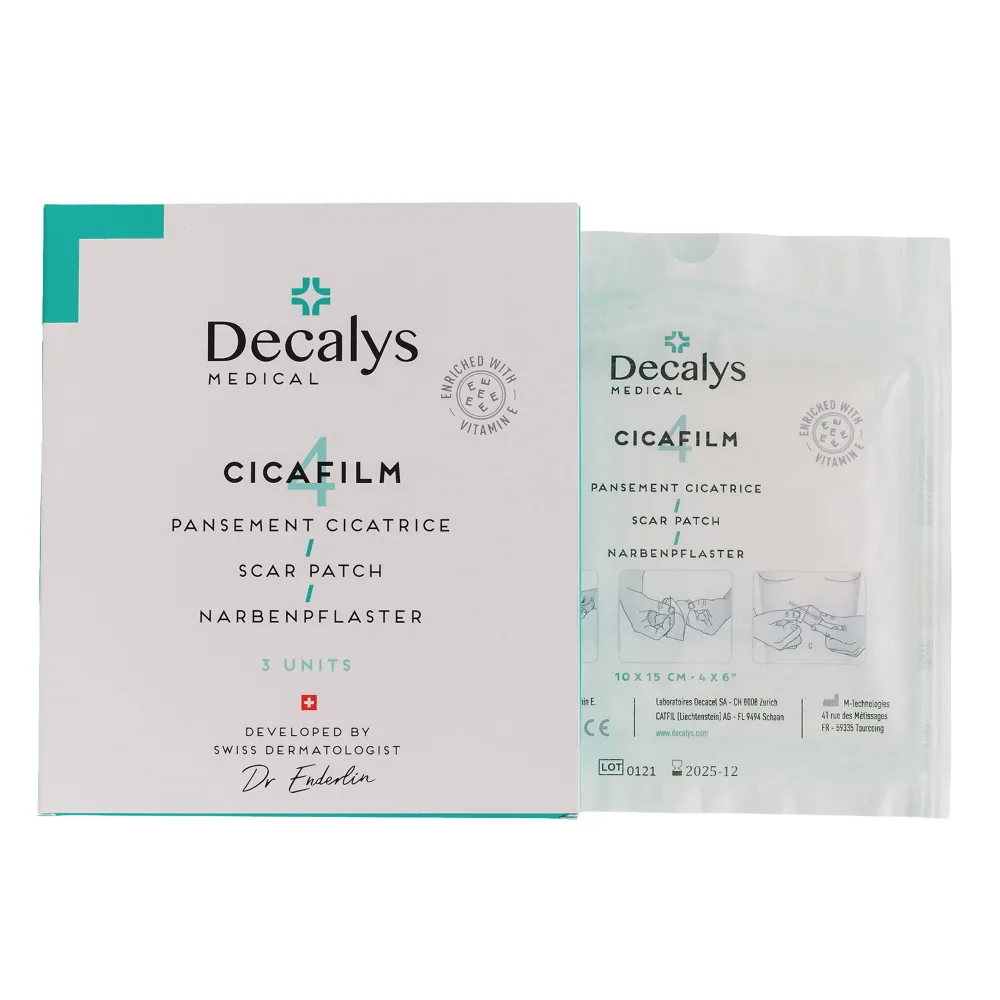 Decalys
MEDICAL
ENRICHED WITH
EEEEEE
VITAMIN E
4
CICAFILM
PANSEMENT CICATRICE
/
SCAR PATCH
/
NARBENPFLASTER
3 UNITS
DEVELOPED BY
SWISS DERMATOLOGIST
Dr Enderlin
Decalys
MEDICAL
ENRICHED WITH
VITAMIN E
4
CICAFILM
PANSEMENT CICATRICE
/
SCAR PATCH
/
NARBENPFLASTER
C
10 X 15 CM • 4 X 6"
E.
CE
Laboratoires Decacel SA - CH 8008 Zurich
CATFIL (Liechtenstein) AG - FL 9494 Schaan
www.decalys.com
M-Technologies
41 rue des Métissages
FR - 59335 Tourcoing
LOT 0121 2025-12